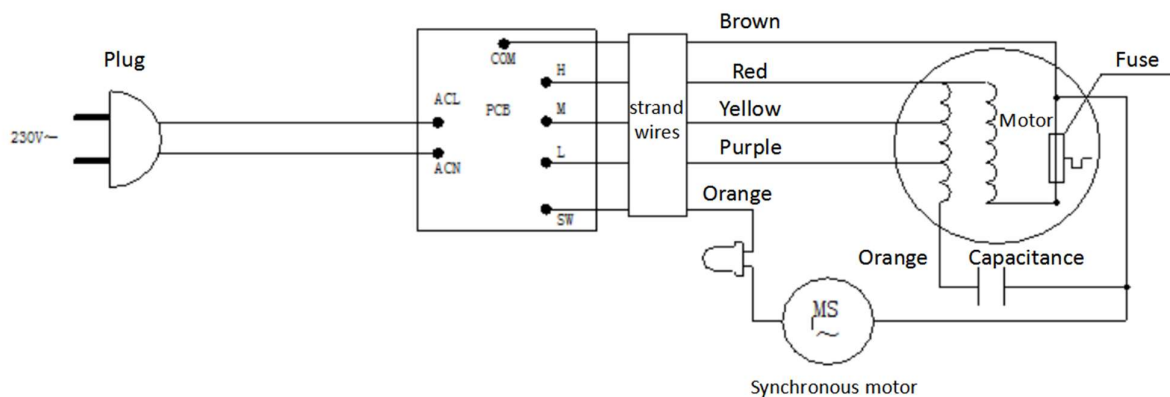 Brown
Plug
COM
Fuse
H
Red
ACL
PCB
strand
wires
M
Yellow
Motor
230V~
ACN
L
Purple
Orange
SW
Orange
Capacitance
MS
~
Synchronous motor